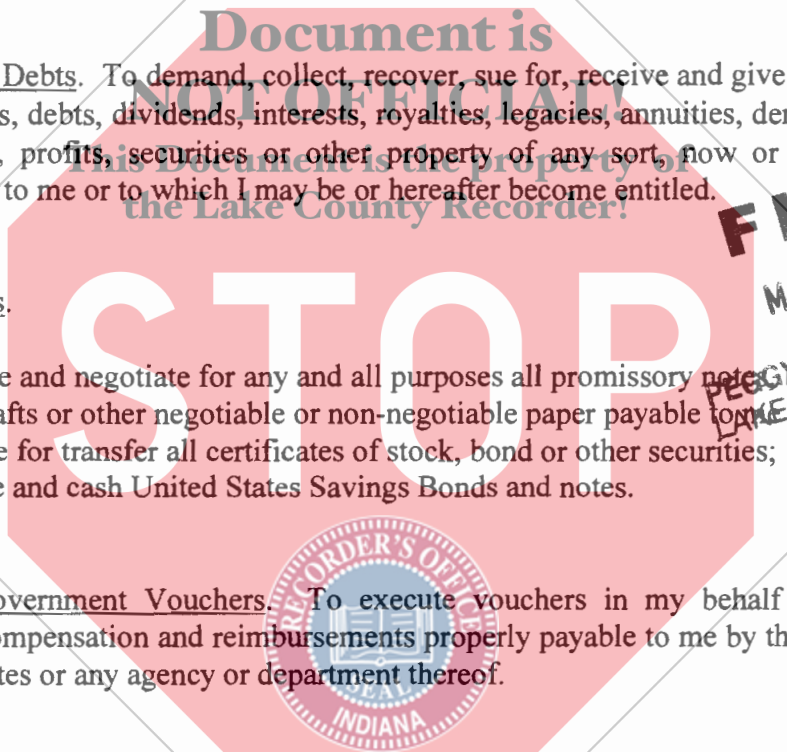 Document is
Debts. To demand, collect, recover, sue for, receive and give
NOT OFFICIAL!
s, debts, dividends, interests, royalties, legacies, annuities,
, profits, securities or other property of any sort, now or
This Document is the property of
to me or to which I may be or hereafter become entitled.
the Lake County Recorder!
F
s.
STOP
e and negotiate for any and all purposes all promissory notes
PEGGY
afts or other negotiable or non-negotiable paper payable to me
LAKE
e for transfer all certificates of stock, bond or other securities;
e and cash United States Savings Bonds and notes.
RECORDER'S OFFICE
overnment Vouchers. To execute vouchers in my behalf
ompensation and reimbursements properly payable to me by
tes or any agency or department thereof.
SEAL
INDIANA